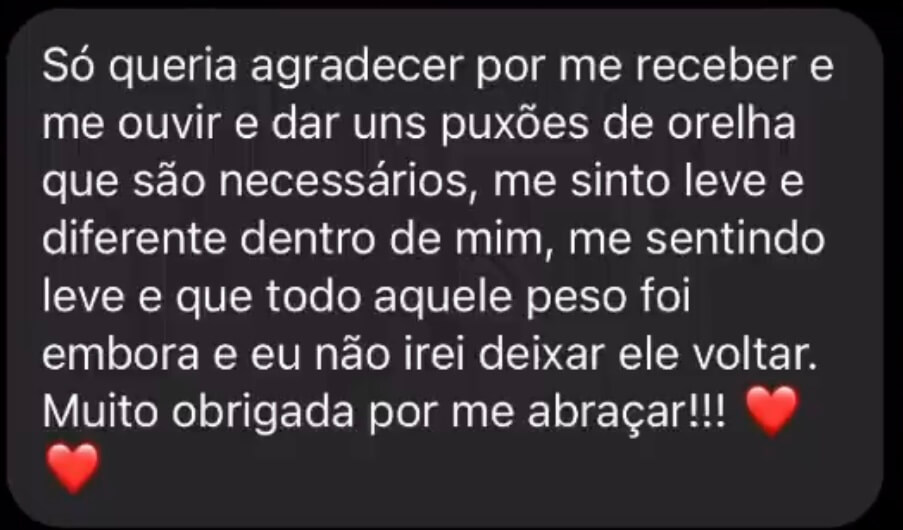 Só queria agradecer por me receber e
me ouvir e dar uns puxões de orelha
que são necessários, me sinto leve e
diferente dentro de mim, me sentindo
leve e que todo aquele peso foi
embora e eu não irei deixar ele voltar.
Muito obrigada por me abraçar!!! ❤️
❤️